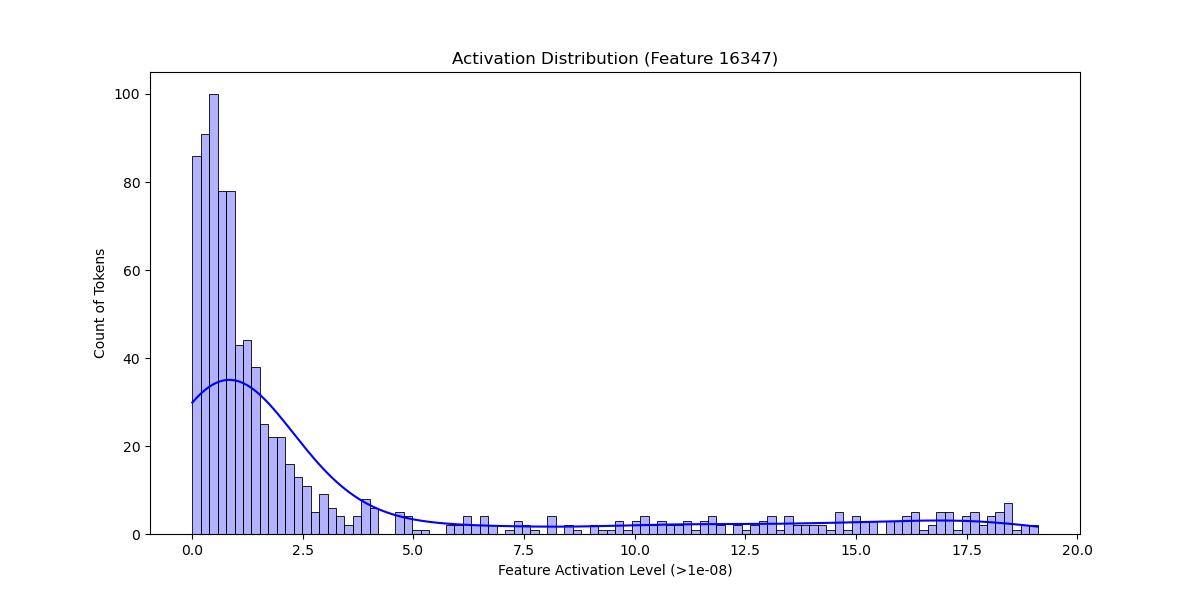 Activation Distribution (Feature 16347)
Count of Tokens
100
80
60
40
20
0
0.0 2.5 5.0 7.5 10.0 12.5 15.0 17.5 20.0
Feature Activation Level (>1e-08)